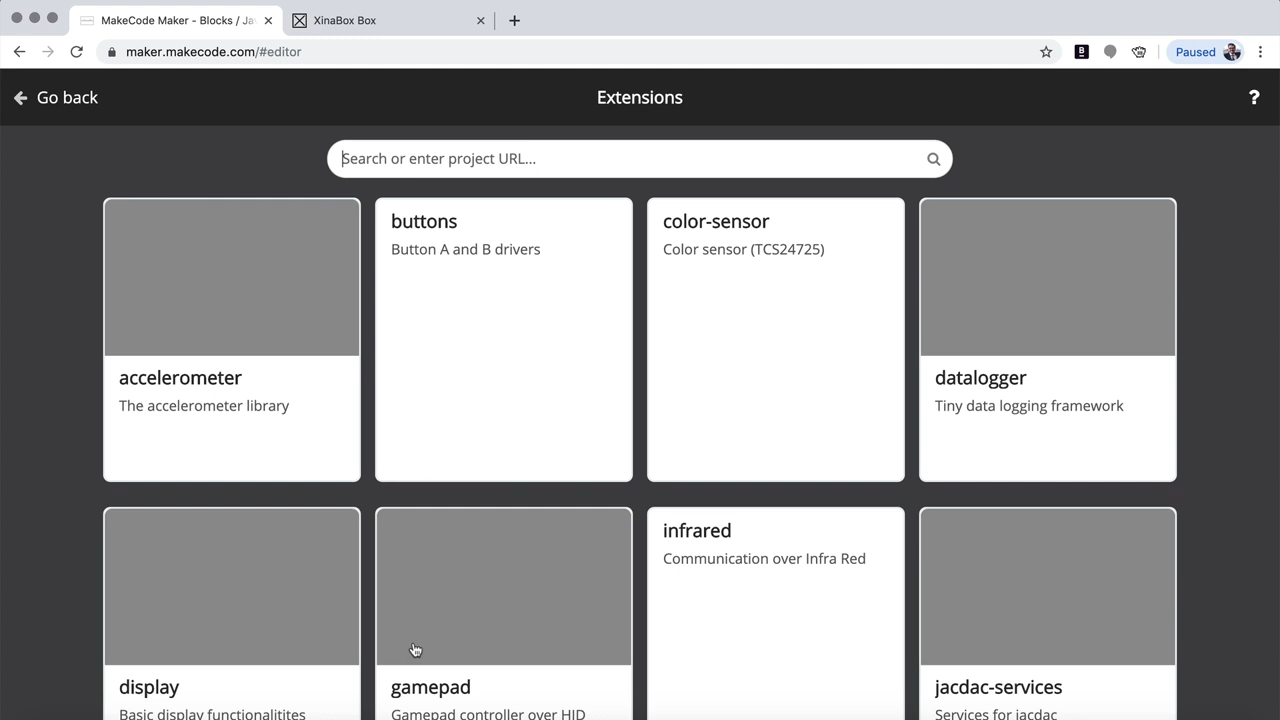 MakeCode Maker - Blocks / Ja
XinaBox Box
maker.makecode.com/#editor
Paused
Go back
Extensions
?
Search or enter project URL...
accelerometer
The accelerometer library
buttons
Button A and B drivers
color-sensor
Color sensor (TCS24725)
datalogger
Tiny data logging framework
display
Basic display functionalitites
gamepad
Gamepad controller over HID
infrared
Communication over Infra Red
jacdac-services
Services for jacdac